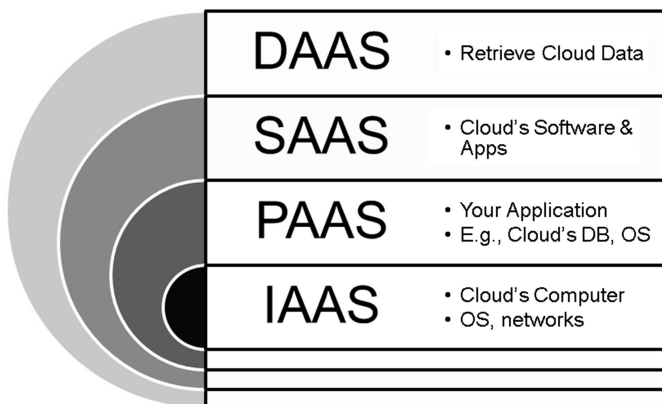 DAAS
• Retrieve Cloud Data
SAAS
• Cloud's Software &
Apps
PAAS
• Your Application
• E.g., Cloud's DB, OS
IAAS
• Cloud's Computer
• OS, networks